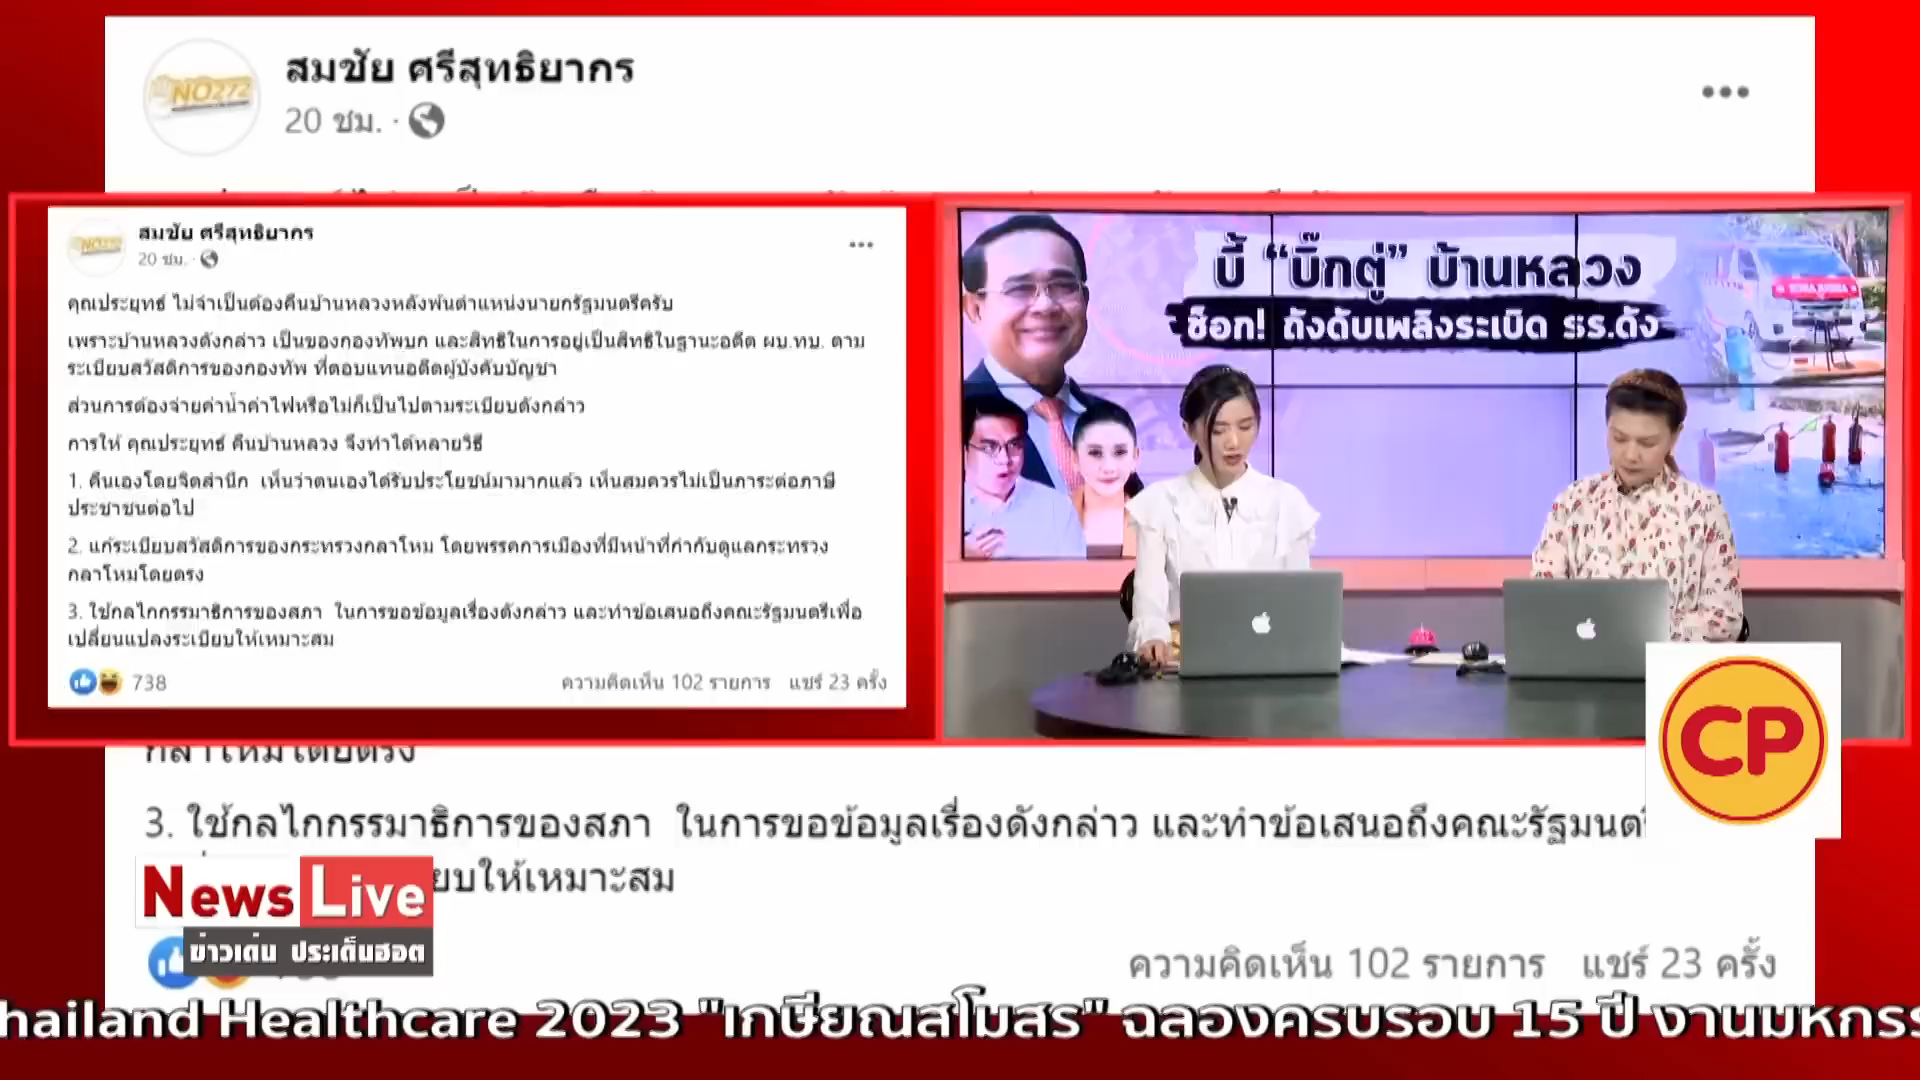 สมชัย ศรีสุทธิยากร
20 ชม. ·
สมชัย ศรีสุทธิยากร
20 ชม. ·
คุณประยุทธ์ ไม่จำเป็นต้องคืนบ้านหลวงหลังพ้นตำแหน่งนายกรัฐมนตรีครับ
เพราะบ้านหลวงดังกล่าว เป็นของกองทัพบก และสิทธิในการอยู่เป็นสิทธิในฐานะอดีต ผบ.ทบ. ตาม
ระเบียบสวัสดิการของกองทัพ ที่ตอบแทนอดีตผู้บังคับบัญชา
ส่วนการต้องจ่ายค่าน้ำค่าไฟหรือไม่ก็เป็นไปตามระเบียบดังกล่าว
การให้ คุณประยุทธ์ คืนบ้านหลวง จึงทำได้หลายวิธี
1. คืนเองโดยจิตสำนึก เห็นว่าตนเองได้รับประโยชน์มามากแล้ว เห็นสมควรไม่เป็นภาระต่อภาษี
ประชาชนต่อไป
2. แก้ระเบียบสวัสดิการของกระทรวงกลาโหม โดยพรรคการเมืองที่มีหน้าที่กำกับดูแลกระทรวง
กลาโหมโดยตรง
3. ใช้กลไกกรรมาธิการของสภา ในการขอข้อมูลเรื่องดังกล่าว และทำข้อเสนอถึงคณะรัฐมนตรีเพื่อ
เปลี่ยนแปลงระเบียบให้เหมาะสม
738
ความคิดเห็น 102 รายการ แชร์ 23 ครั้ง
บี้ “บิ๊กตู่” บ้านหลวง
ช็อก! ถังดับเพลิงระเบิด รร.ดัง
CP
กลาโหมโดยตรง
3. ใช้กลไกกรรมาธิการของสภา ในการขอข้อมูลเรื่องดังกล่าว และทำข้อเสนอถึงคณะรัฐมนตรี
ยบให้เหมาะสม
News Live
ข่าวเด่น ประเด็นฮอต
ความคิดเห็น 102 รายการ แชร์ 23 ครั้ง
hailand Healthcare 2023 "เกษียณสโมสร" ฉลองครบรอบ 15 ปี งานมหกรร